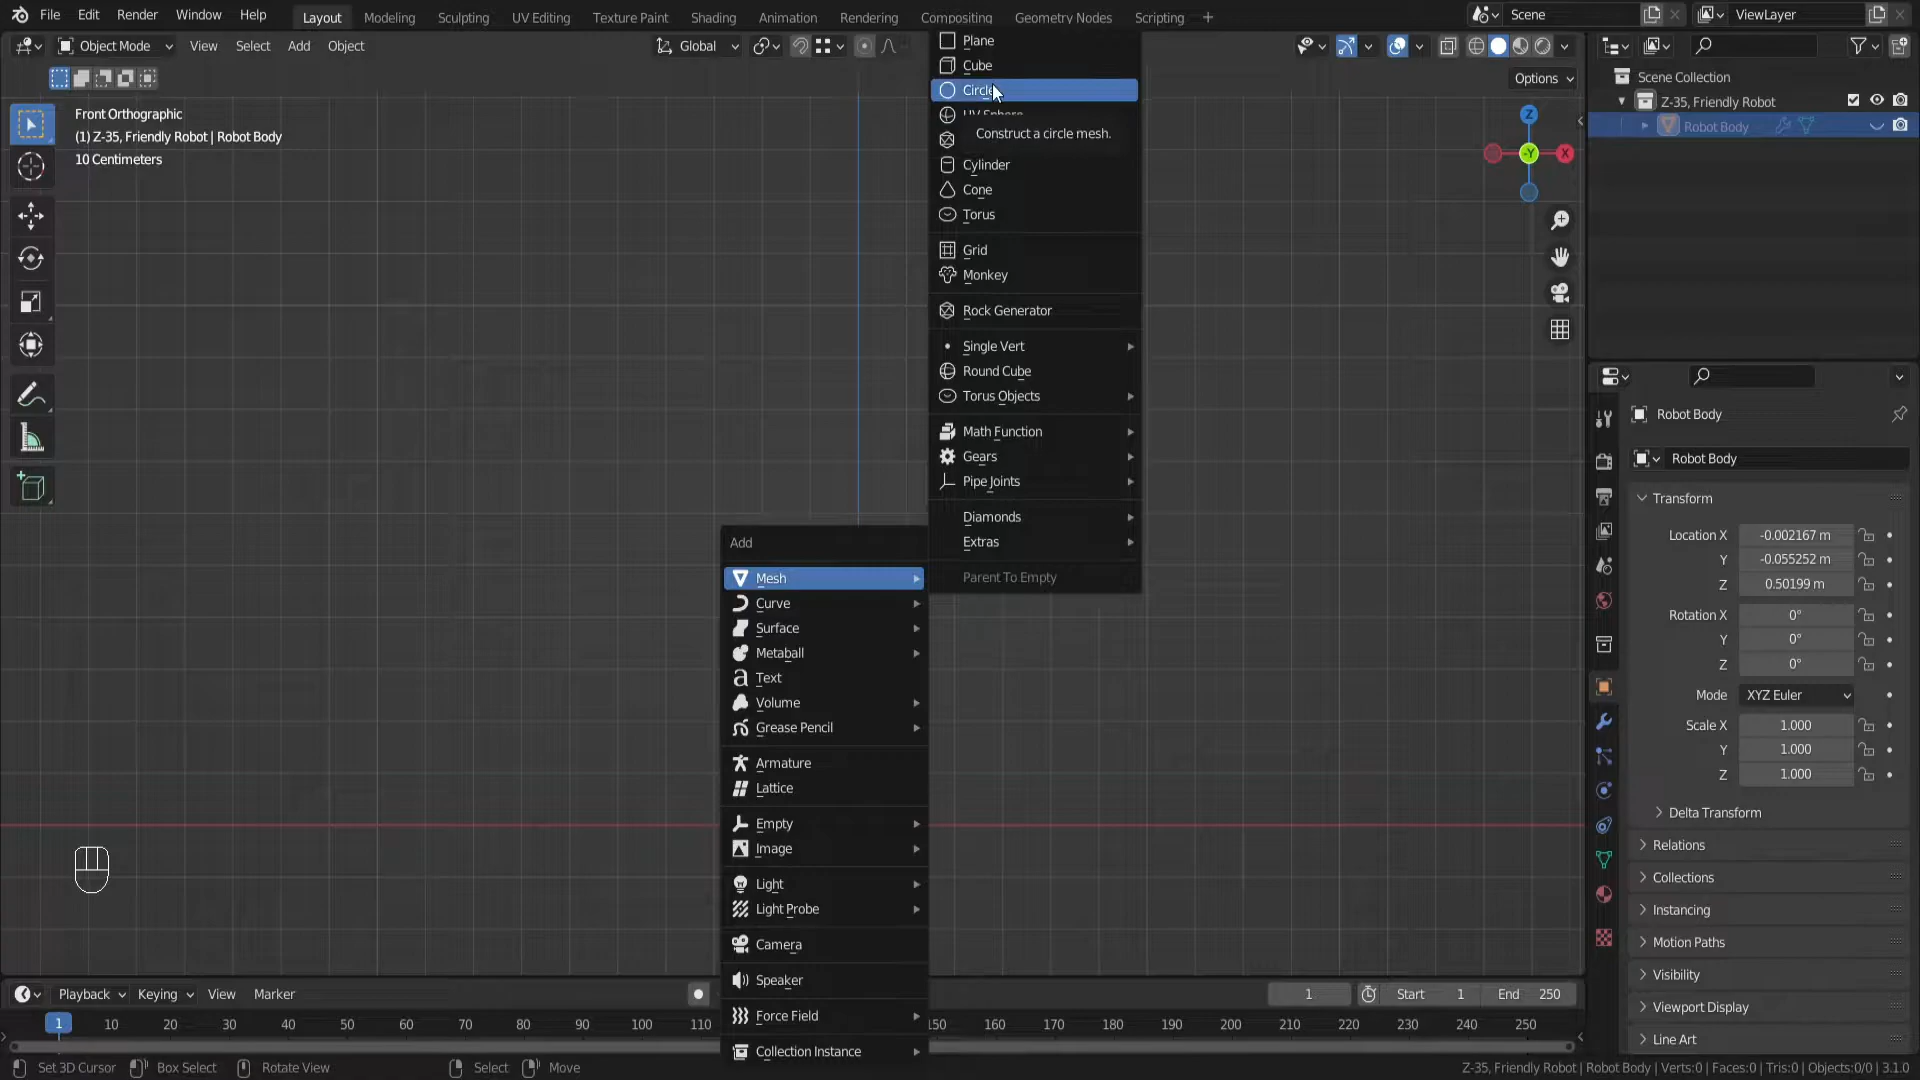 File Edit Render Window Help Layout Modeling Sculpting UV Editing Texture Paint Shading Animation Rendering Compositing Geometry Nodes Scripting + Scene ViewLayer
Object Mode View Select Add Object Global
Options
Front Orthographic
(1) Z-35, Friendly Robot | Robot Body
10 Centimeters
Z
-Y
X
Plane
Cube
Circle
Construct a circle mesh.
Cylinder
Cone
Torus
Grid
Monkey
Rock Generator
Single Vert
Round Cube
Torus Objects
Math Function
Gears
Pipe Joints
Diamonds
Extras
Parent To Empty
Add
Mesh
Curve
Surface
Metaball
Text
Volume
Grease Pencil
Armature
Lattice
Empty
Image
Light
Light Probe
Camera
Speaker
Force Field
Collection Instance
Scene Collection
Z-35, Friendly Robot
Robot Body
Robot Body
Robot Body
Transform
Location X -0.002167 m
Y -0.055252 m
Z 0.50199 m
Rotation X 0°
Y 0°
Z 0°
Mode XYZ Euler
Scale X 1.000
Y 1.000
Z 1.000
Delta Transform
Relations
Collections
Instancing
Motion Paths
Visibility
Viewport Display
Line Art
Playback Keying View Marker 1 Start 1 End 250
1 10 20 30 40 50 60 70 80 90 100 110 150 160 170 180 190 200 210 220 230 240 250
Set 3D Cursor Box Select Rotate View Select Move Z-35, Friendly Robot | Robot Body | Verts:0 | Faces:0 | Tris:0 | Objects:0/0 | 3.1.0